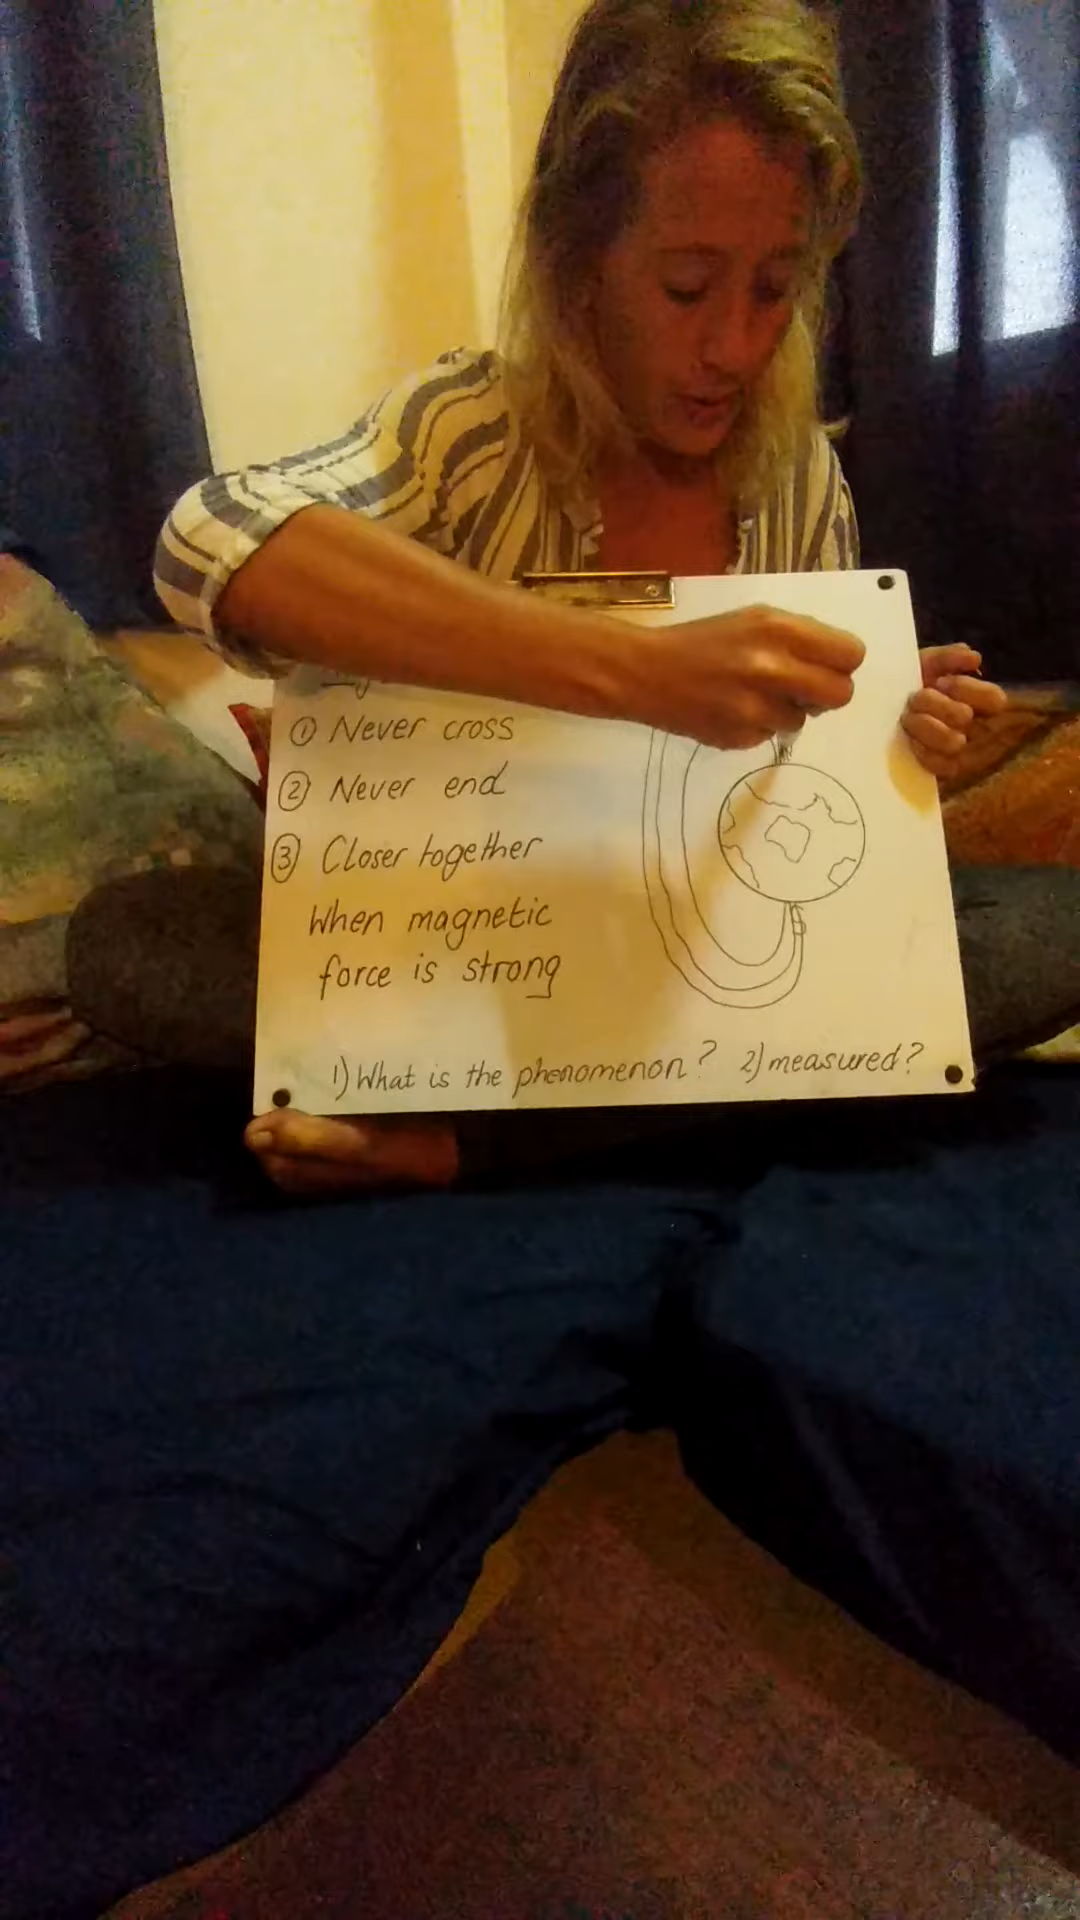 ① Never cross
② Never end
③ Closer together
When magnetic
force is strong
1) What is the phenomenon? 2) measured?